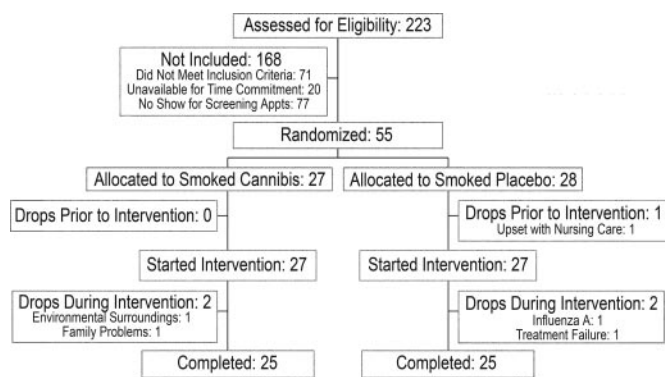 Assessed for Eligibility: 223
Not Included: 168
Did Not Meet Inclusion Criteria: 71
Unavailable for Time Commitment: 20
No Show for Screening Appts: 77
Randomized: 55
Allocated to Smoked Cannibis: 27
Allocated to Smoked Placebo: 28
Drops Prior to Intervention: 0
Drops Prior to Intervention: 1
Upset with Nursing Care: 1
Started Intervention: 27
Started Intervention: 27
Drops During Intervention: 2
Environmental Surroundings: 1
Family Problems: 1
Drops During Intervention: 2
Influenza A: 1
Treatment Failure: 1
Completed: 25
Completed: 25